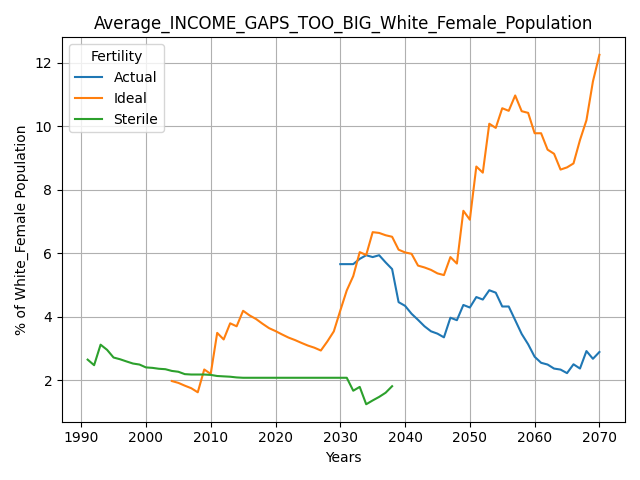 Average_INCOME_GAPS_TOO_BIG_White_Female_Population
Fertility
Actual
Ideal
Sterile
% of White_Female Population
12
10
8
6
4
2
1990 2000 2010 2020 2030 2040 2050 2060 2070
Years